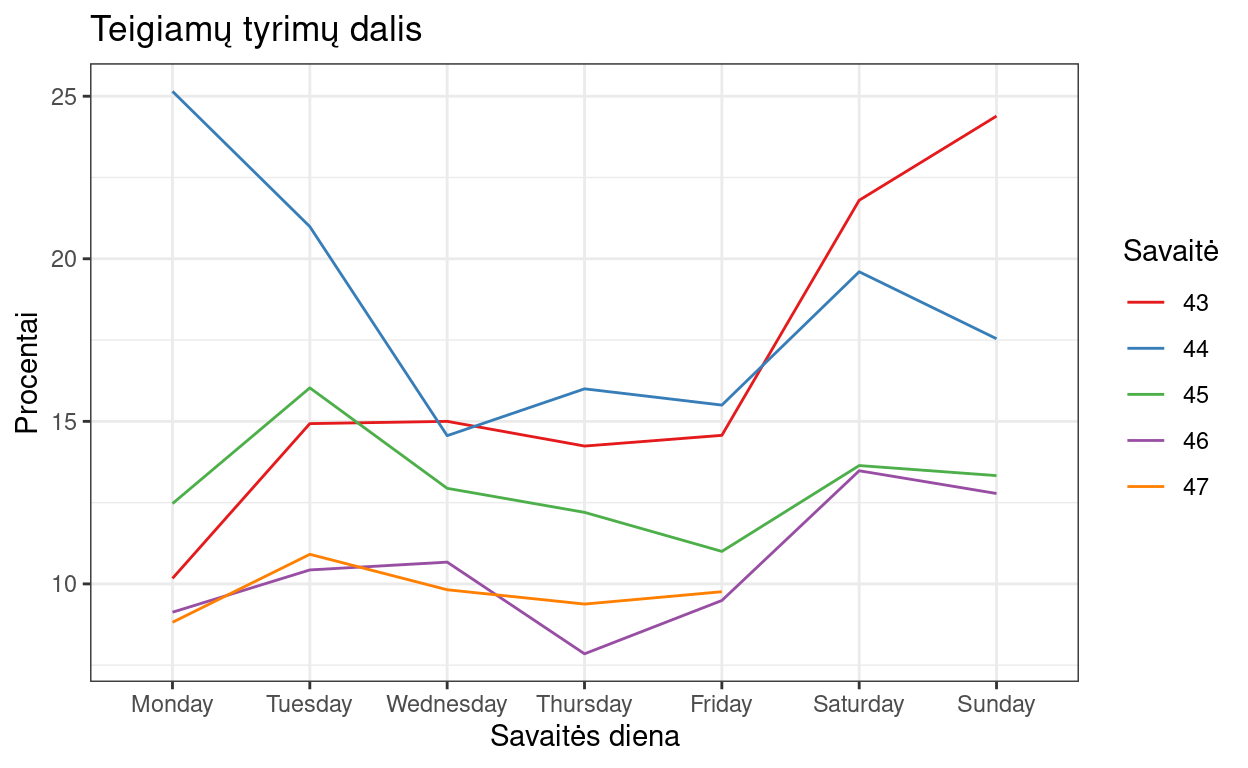 Teigiamų tyrimų dalis
Procentai
25
20
15
10
Monday Tuesday Wednesday Thursday Friday Saturday Sunday
Savaitės diena
Savaitė
43
44
45
46
47